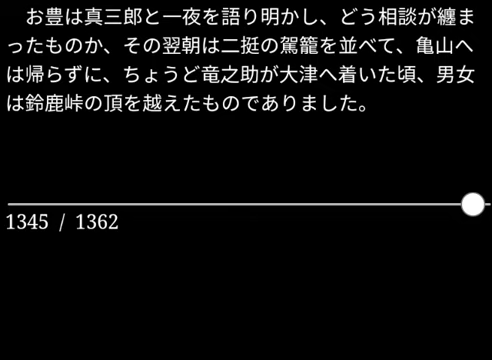 お豊は真三郎と一夜を語り明かし、どう相談が纏ま
ったものか、その翌朝は二挺の駕籠を並べて、亀山へ
は帰らずに、ちょうど竜之助が大津へ着いた頃、男女
は鈴鹿峠の頂を越えたものでありました。
1345 / 1362